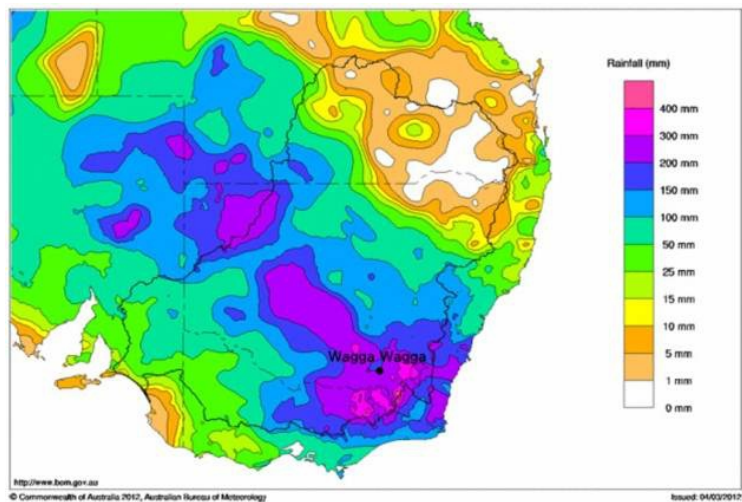 Rainfall (mm)
400 mm
300 mm
200 mm
150 mm
100 mm
50 mm
25 mm
15 mm
10 mm
5 mm
1 mm
0 mm
Wagga Wagga
http://www.bom.gov.au
© Commonwealth of Australia 2012, Australian Bureau of Meteorology
Issued: 04/03/2012